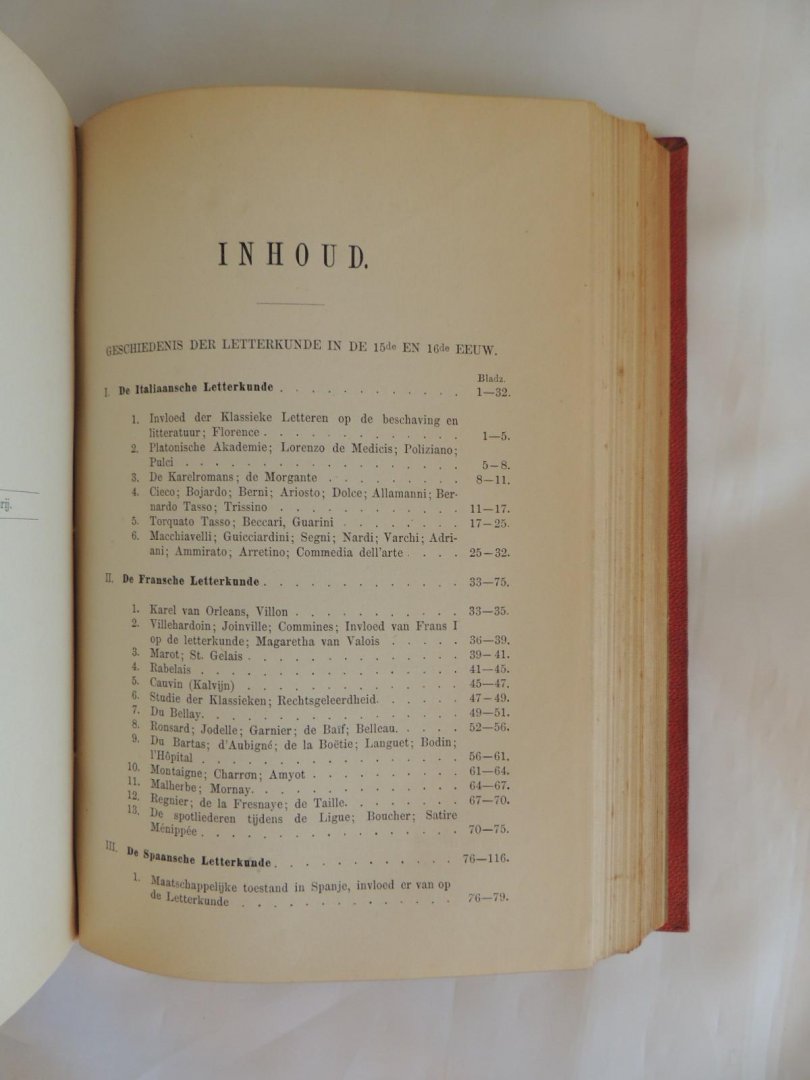 rij.
INHOUD.
GESCHIEDENIS DER LETTERKUNDE IN DE 15de EN 16de EEUW.
Bladz.
I. De Italiaansche Letterkunde . . . . . . . . . . . . 1—32.
1. Invloed der Klassieke Letteren op de beschaving en
litteratuur; Florence . . . . . . . . . . . . . 1—5.
2. Platonische Akademie; Lorenzo de Medicis; Poliziano;
Pulci . . . . . . . . . . . . . . . . . . 5—8.
3. De Karelromans; de Morgante . . . . . . . . . 8—11.
4. Cieco; Bojardo; Berni; Ariosto; Dolce; Allamanni; Ber-
nardo Tasso; Trissino . . . . . . . . . . . . 11—17.
5. Torquato Tasso; Beccari, Guarini . . . . . . . . 17—25.
6. Macchiavelli; Guicciardini; Segni; Nardi; Varchi; Adri-
ani; Ammirato; Arretino; Commedia dell'arte . . . . 25—32.
II. De Fransche Letterkunde . . . . . . . . . . . . . 33—75.
1. Karel van Orleans, Villon . . . . . . . . . . . 33—35.
2. Villehardoin; Joinville; Commines; Invloed van Frans I
op de letterkunde; Magaretha van Valois . . . . . 36—39.
3. Marot; St. Gelais . . . . . . . . . . . . . . 39—41.
4. Rabelais . . . . . . . . . . . . . . . . . 41—45.
5. Cauvin (Kalvijn) . . . . . . . . . . . . . . 45—47.
6. Studie der Klassieken; Rechtsgeleerdheid. . . . . . 47—49.
7. Du Bellay. . . . . . . . . . . . . . . . . 49—51.
8. Ronsard; Jodelle; Garnier; de Baïf; Belleau. . . . . 52—56.
9. Du Bartas; d'Aubigné; de la Boëtie; Languet; Bodin;
l'Hôpital . . . . . . . . . . . . . . . . . 56—61.
10. Montaigne; Charron; Amyot . . . . . . . . . . 61—64.
11. Malherbe; Mornay. . . . . . . . . . . . . . 64—67.
12. Regnier; de la Fresnaye; de Taille. . . . . . . . 67—70.
13. De spotliederen tijdens de Ligue; Boucher; Satire
Ménippée . . . . . . . . . . . . . . . . . 70—75.
III. De Spaansche Letterkunde . . . . . . . . . . . . 76—116.
1. Maatschappelijke toestand in Spanje, invloed er van op
de Letterkunde . . . . . . . . . . . . . . 76—79.